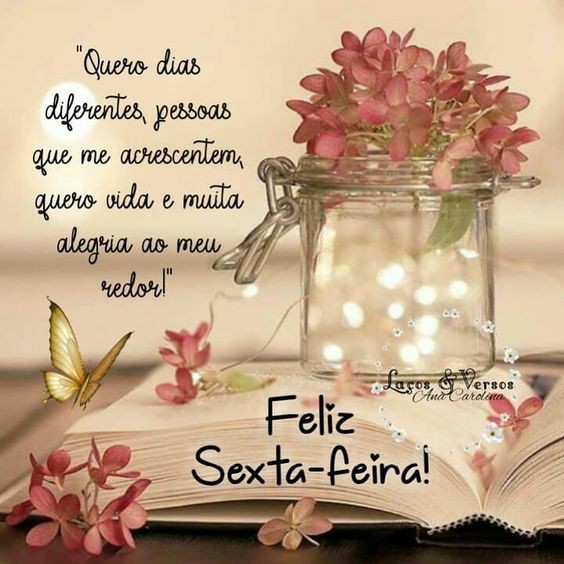 "Quero dias
diferentes, pessoas
que me acrescentem,
quero vida e muita
alegria ao meu
redor!"
Laços & Versos
Ana Carolina
Feliz
Sexta-feira!